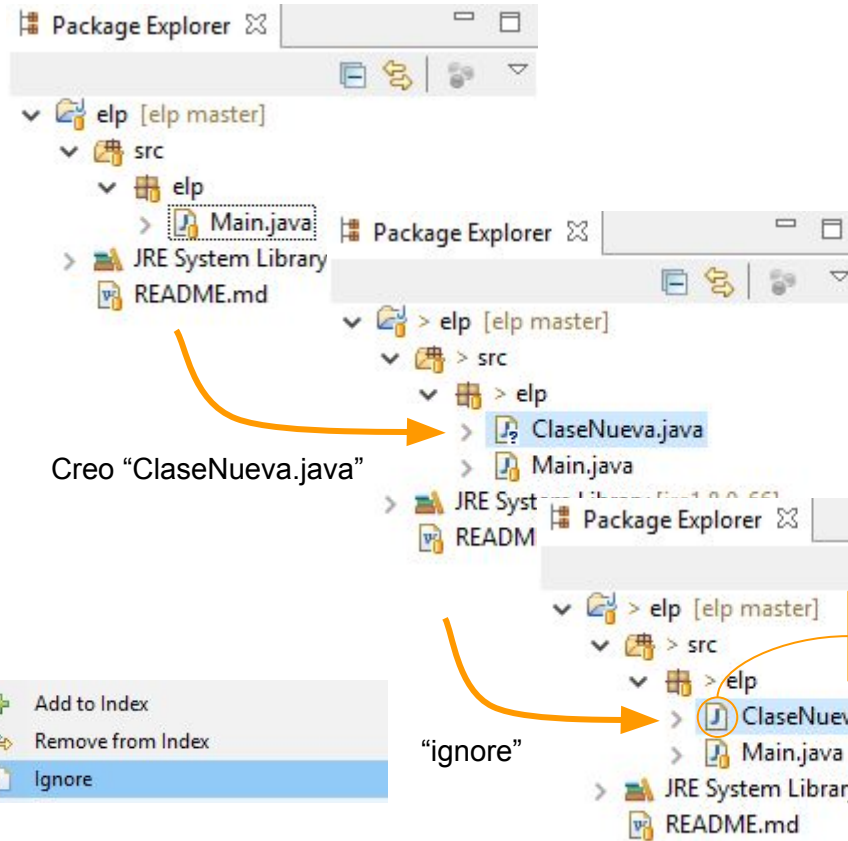 Package Explorer
elp [elp master]
src
elp
Main.java
JRE System Library
README.md
Creo “ClaseNueva.java”
Package Explorer
> elp [elp master]
> src
> elp
ClaseNueva.java
Main.java
JRE Syst
READM
“ignore”
Package Explorer
> elp [elp master]
> src
> elp
ClaseNuev
Main.java
JRE System Library
README.md
Add to Index
Remove from Index
Ignore